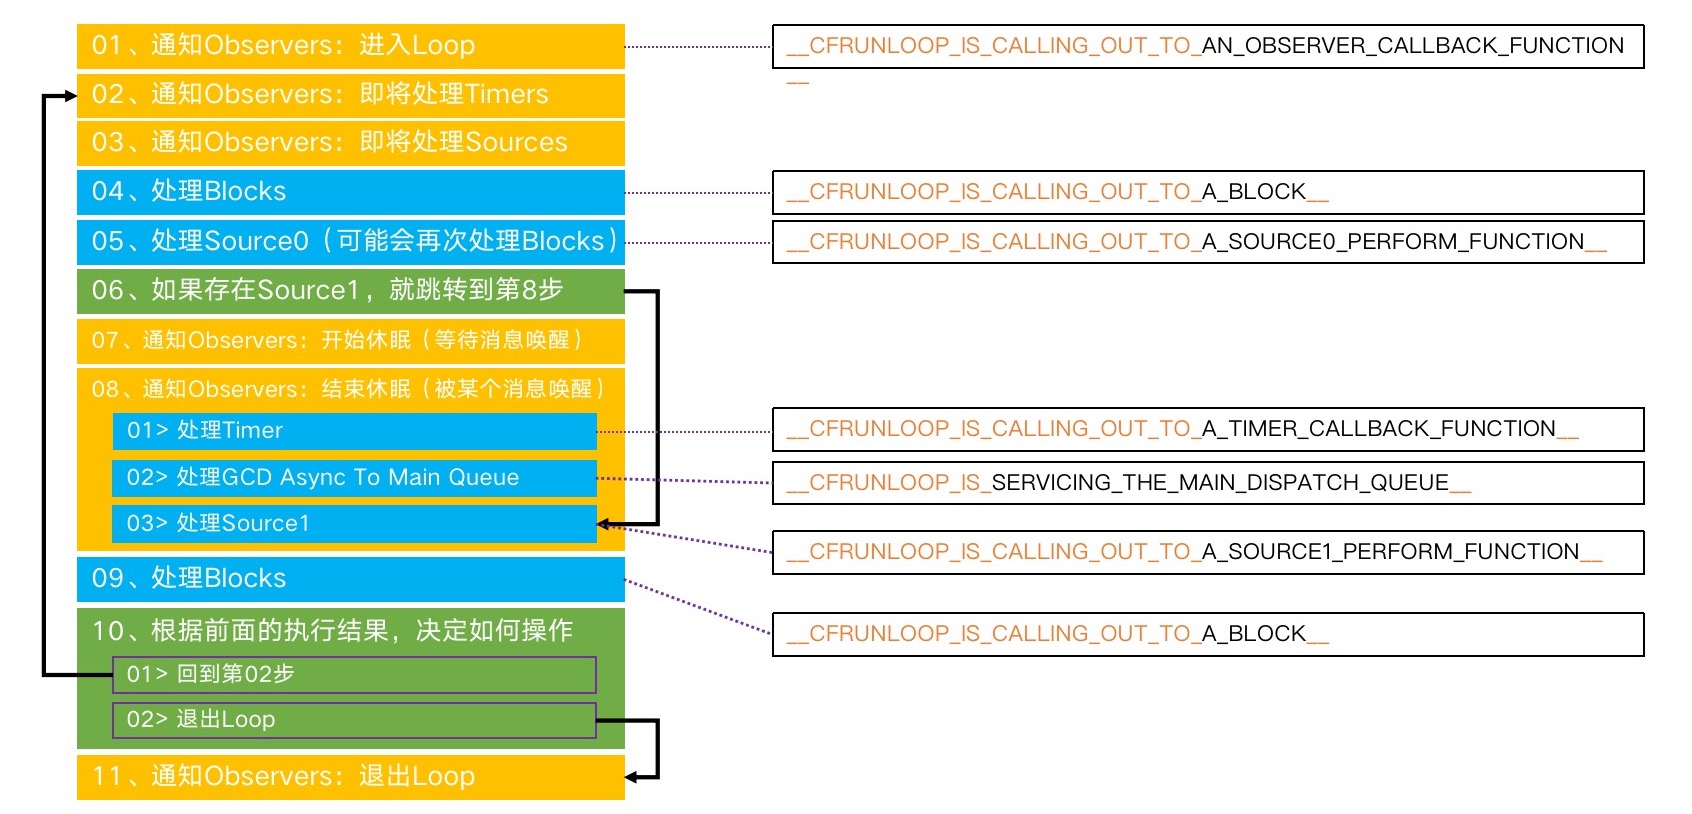 01、通知Observers：进入Loop
__CFRUNLOOP_IS_CALLING_OUT_TO_AN_OBSERVER_CALLBACK_FUNCTION
__
02、通知Observers：即将处理Timers
03、通知Observers：即将处理Sources
04、处理Blocks
__CFRUNLOOP_IS_CALLING_OUT_TO_A_BLOCK__
05、处理Source0（可能会再次处理Blocks）
__CFRUNLOOP_IS_CALLING_OUT_TO_A_SOURCE0_PERFORM_FUNCTION__
06、如果存在Source1，就跳转到第8步
07、通知Observers：开始休眠（等待消息唤醒）
08、通知Observers：结束休眠（被某个消息唤醒）
01> 处理Timer
__CFRUNLOOP_IS_CALLING_OUT_TO_A_TIMER_CALLBACK_FUNCTION__
02> 处理GCD Async To Main Queue
__CFRUNLOOP_IS_SERVICING_THE_MAIN_DISPATCH_QUEUE__
03> 处理Source1
__CFRUNLOOP_IS_CALLING_OUT_TO_A_SOURCE1_PERFORM_FUNCTION__
09、处理Blocks
__CFRUNLOOP_IS_CALLING_OUT_TO_A_BLOCK__
10、根据前面的执行结果，决定如何操作
01> 回到第02步
02> 退出Loop
11、通知Observers：退出Loop